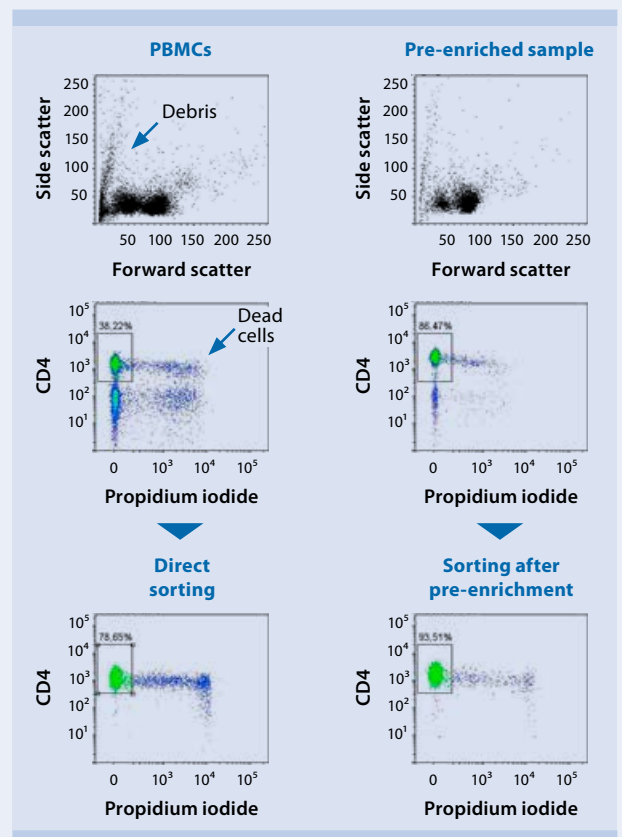 PBMCs
Pre-enriched sample
Side scatter
250
200
150
100
50
Debris
50 100 150 200 250
Forward scatter
Side scatter
250
200
150
100
50
50 100 150 200 250
Forward scatter
CD4
10⁵
10⁴
10³
10²
10¹
38,22%
Dead
cells
0 10³ 10⁴ 10⁵
Propidium iodide
CD4
10⁵
10⁴
10³
10²
10¹
86,47%
0 10³ 10⁴ 10⁵
Propidium iodide
Direct
sorting
Sorting after
pre-enrichment
CD4
10⁵
10⁴
10³
10²
10¹
78,65%
0 10³ 10⁴ 10⁵
Propidium iodide
CD4
10⁵
10⁴
10³
10²
10¹
93,51%
0 10³ 10⁴ 10⁵
Propidium iodide